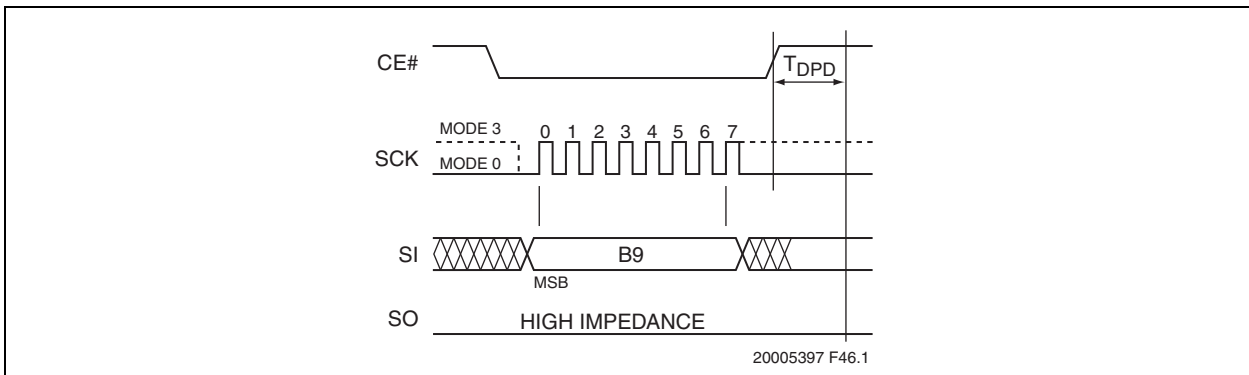 CE#
TDPD
MODE 3
0 1 2 3 4 5 6 7
SCK
MODE 0
SI
B9
MSB
SO
HIGH IMPEDANCE
20005397 F46.1